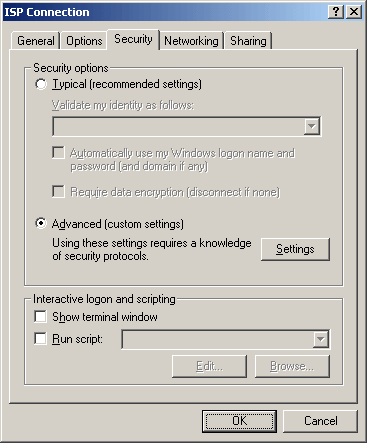 ISP Connection
General Options Security Networking Sharing
Security options
Typical (recommended settings)
Validate my identity as follows:
Automatically use my Windows logon name and
password (and domain if any)
Require data encryption (disconnect if none)
Advanced (custom settings)
Using these settings requires a knowledge
of security protocols.
Settings
Interactive logon and scripting
Show terminal window
Run script:
Edit... Browse...
OK Cancel